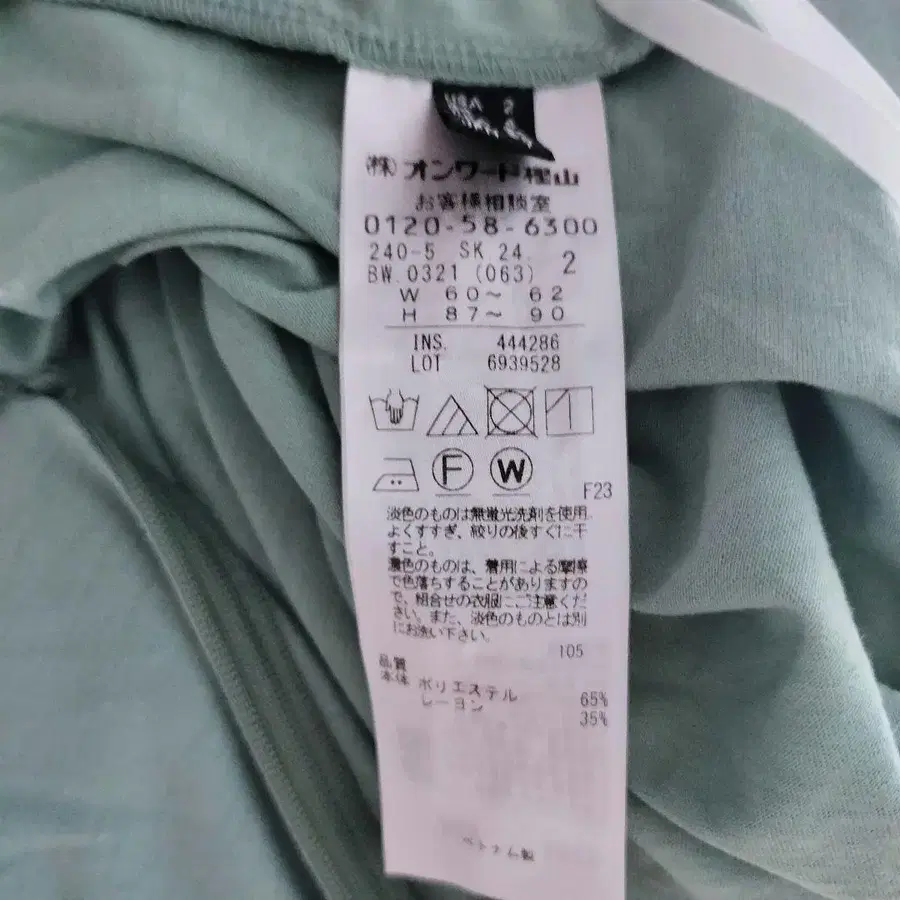 USA 2
㈱オンワード樫山
お客様相談室
0120-58-6300
240-5 SK 24. 2
BW.0321 (063)
W 60～ 62
H 87～ 90
INS. 444286
LOT 6939528
F W
F23
淡色のものは無蛍光洗剤を使用
よくすすぎ、絞りの後すぐに干
すこと。
濃色のものは、着用による摩擦
で色落ちすることがありますの
で、組合せの衣服にご注意くだ
さい。また、淡色のものとは別
にお洗い下さい。
105
品質
本体 ポリエステル 65%
レーヨン 35%
ベトナム製